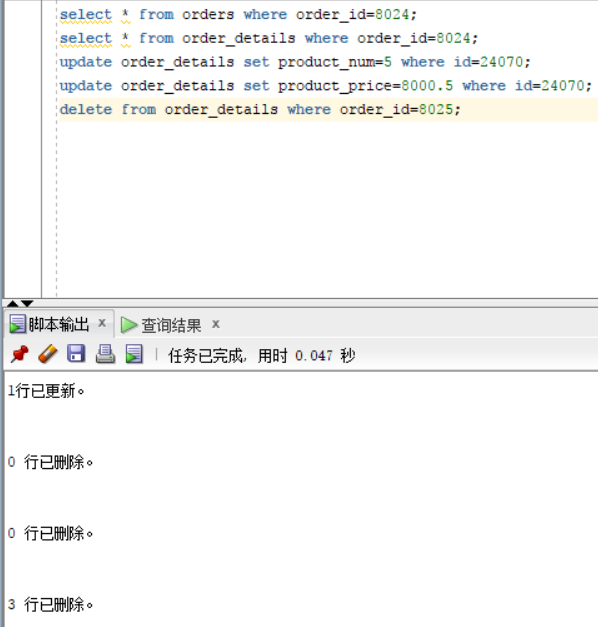 select * from orders where order_id=8024;
select * from order_details where order_id=8024;
update order_details set product_num=5 where id=24070;
update order_details set product_price=8000.5 where id=24070;
delete from order_details where order_id=8025;
脚本输出 x 查询结果 x
任务已完成, 用时 0.047 秒
1行已更新。
0 行已删除。
0 行已删除。
3 行已删除。